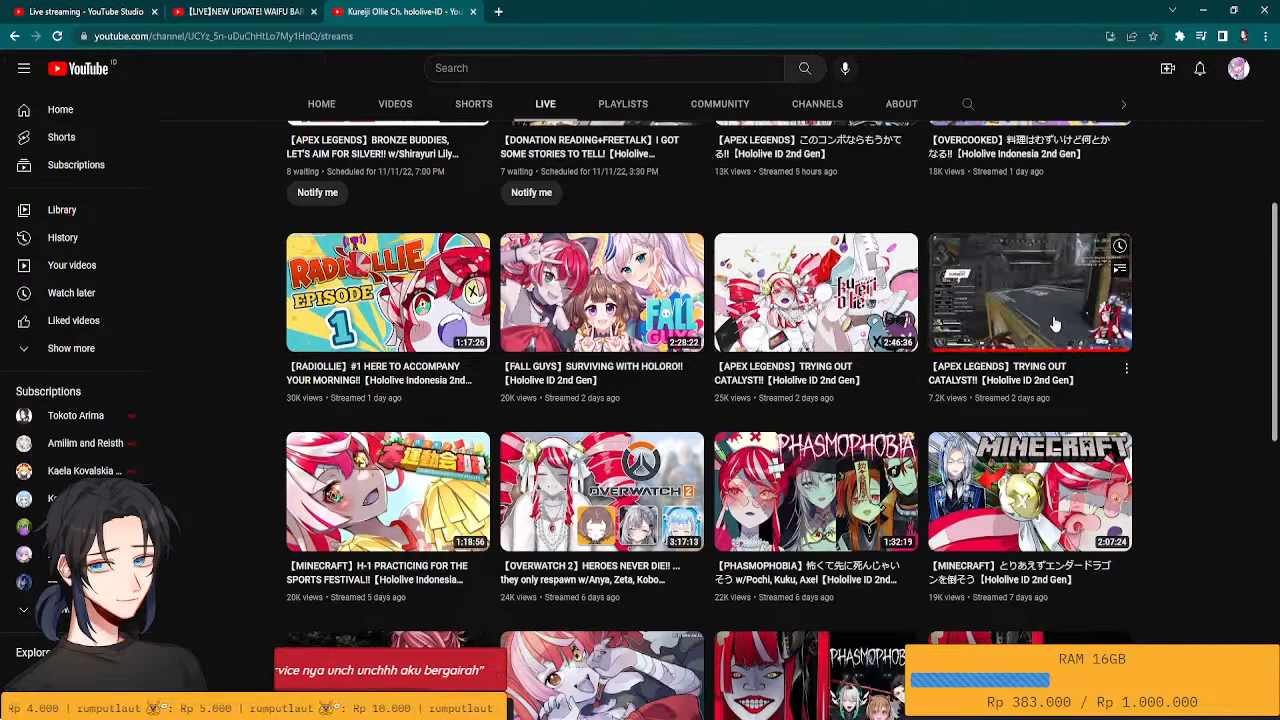 Live streaming - YouTube Studio
[LIVE]NEW UPDATE! WAIFU BAR
Kureiji Ollie Ch. hololive-ID - You
youtube.com/channel/UCYz_5n-uDuChHtLo7My1HnQ/streams
YouTube ID
Search
HOME VIDEOS SHORTS LIVE PLAYLISTS COMMUNITY CHANNELS ABOUT
Home
Shorts
Subscriptions
Library
History
Your videos
Watch later
Liked videos
Show more
Subscriptions
Tokoto Arima
Amilim and Reisth
Kaela Kovalskia ...
Explore
【APEX LEGENDS】BRONZE BUDDIES,
LET'S AIM FOR SILVER!! w/Shirayuri Lily...
8 waiting • Scheduled for 11/11/22, 7:00 PM
Notify me
【DONATION READING+FREETALK】I GOT
SOME STORIES TO TELL!【Hololive...
7 waiting • Scheduled for 11/11/22, 3:30 PM
Notify me
【APEX LEGENDS】このコンボならもうかて
る!!【Hololive ID 2nd Gen】
13K views • Streamed 5 hours ago
【OVERCOOKED】料理はむずいけど何とか
なる!!【Hololive Indonesia 2nd Gen】
18K views • Streamed 1 day ago
RADIOLLIE
EPISODE
1
1:17:26
【RADIOLLIE】#1 HERE TO ACCOMPANY
YOUR MORNING!!【Hololive Indonesia 2nd...
30K views • Streamed 1 day ago
FALL GUYS
2:28:22
【FALL GUYS】SURVIVING WITH HOLORO!!
【Hololive ID 2nd Gen】
20K views • Streamed 2 days ago
kureiji ollie
2:46:36
【APEX LEGENDS】TRYING OUT
CATALYST!!【Hololive ID 2nd Gen】
25K views • Streamed 2 days ago
【APEX LEGENDS】TRYING OUT
CATALYST!!【Hololive ID 2nd Gen】
7.2K views • Streamed 2 days ago
大運動会
1:18:56
【MINECRAFT】H-1 PRACTICING FOR THE
SPORTS FESTIVAL!!【Hololive Indonesia...
20K views • Streamed 5 days ago
OVERWATCH 2
3:17:13
【OVERWATCH 2】HEROES NEVER DIE!! ...
they only respawn w/Anya, Zeta, Kobo...
24K views • Streamed 6 days ago
PHASMOPHOBIA
1:32:19
【PHASMOPHOBIA】怖くて先に死んじゃい
そう w/Pochi, Kuku, Axel【Hololive ID 2nd...
22K views • Streamed 6 days ago
MINECRAFT
2:07:24
【MINECRAFT】とりあえずエンダードラゴ
ンを倒そう【Hololive ID 2nd Gen】
19K views • Streamed 7 days ago
PHASMOPHOBIA
vice nya unch unchhh aku bergairah"
Rp 4.000 | rumputlaut : Rp 5.000 | rumputlaut : Rp 10.000 | rumputlaut
RAM 16GB
Rp 383.000 / Rp 1.000.000